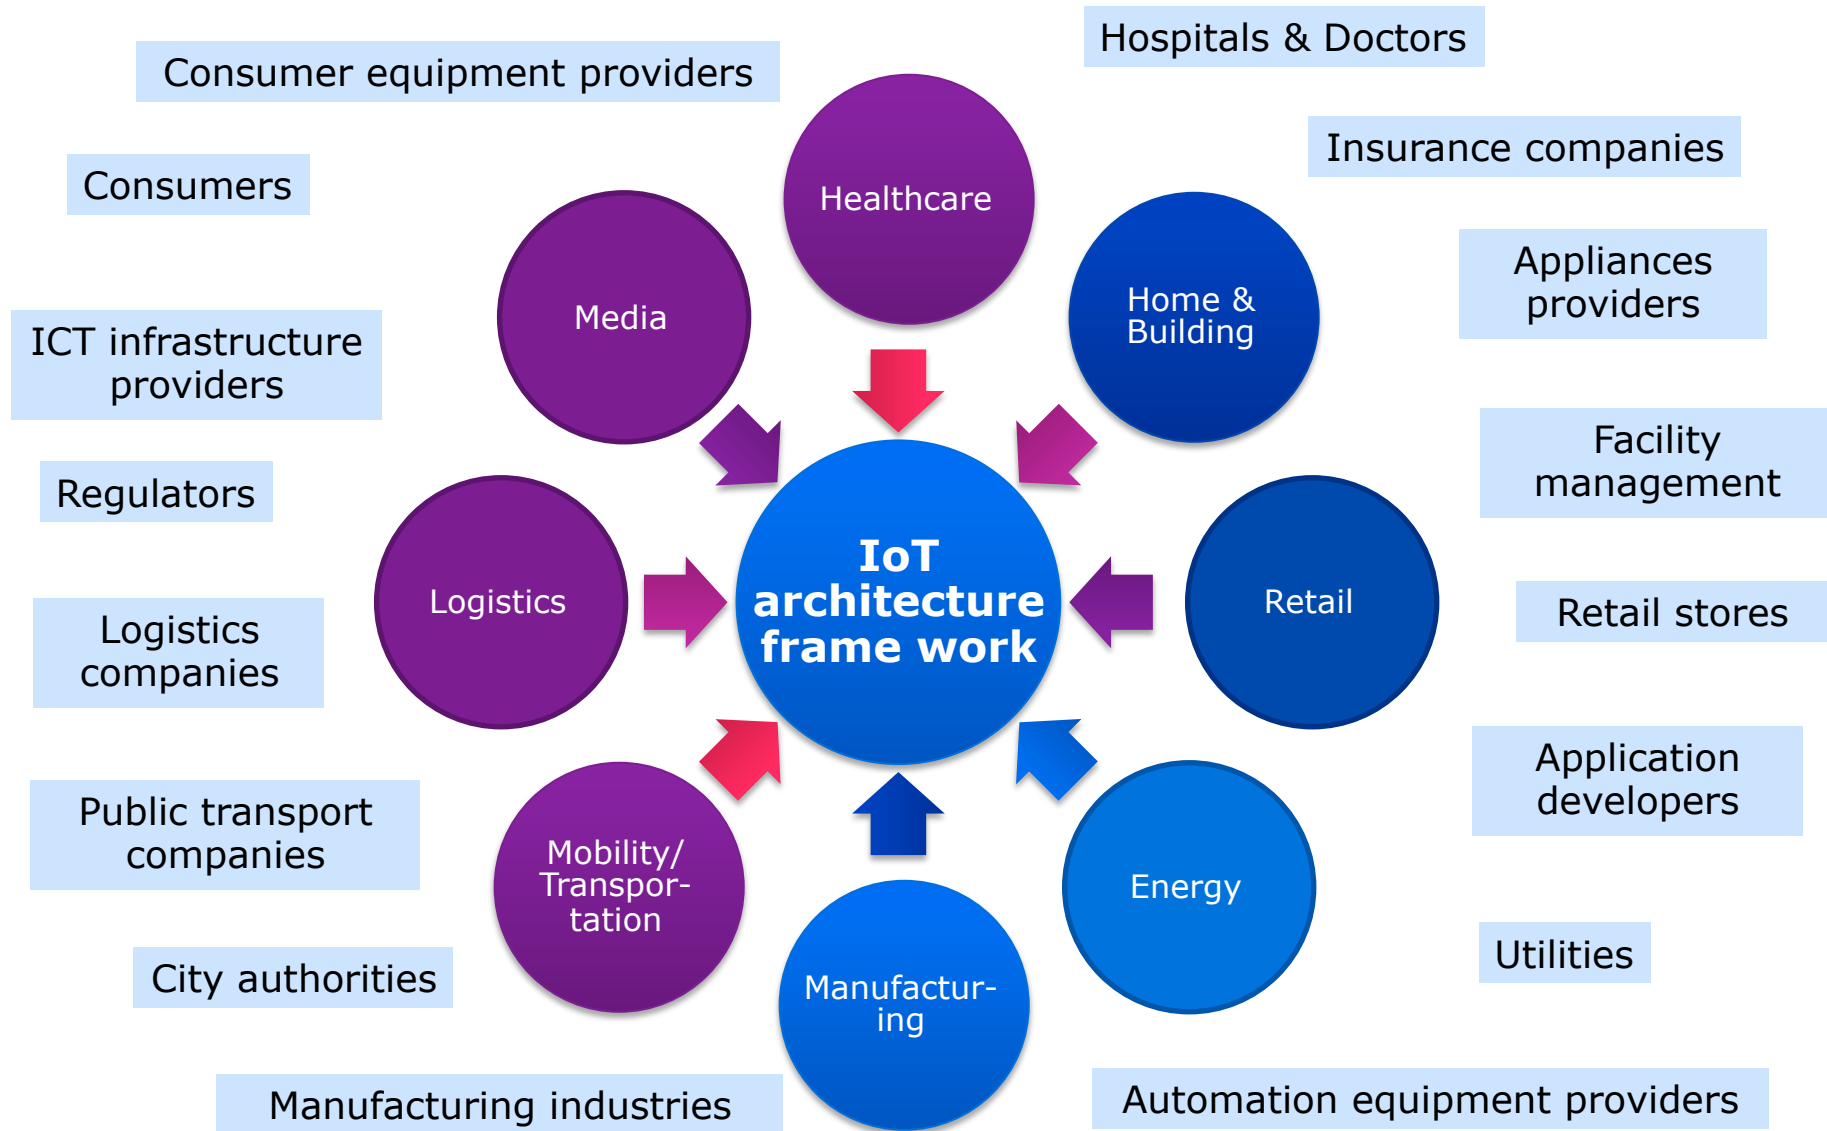 Hospitals & Doctors
Consumer equipment providers
Insurance companies
Consumers
Healthcare
Appliances
providers
Media
Home &
Building
ICT infrastructure
providers
Facility
management
Regulators
IoT
architecture
frame work
Logistics
Retail
Retail stores
Logistics
companies
Application
developers
Public transport
companies
Mobility/
Transpor-
tation
Energy
Utilities
City authorities
Manufactur-
ing
Manufacturing industries
Automation equipment providers